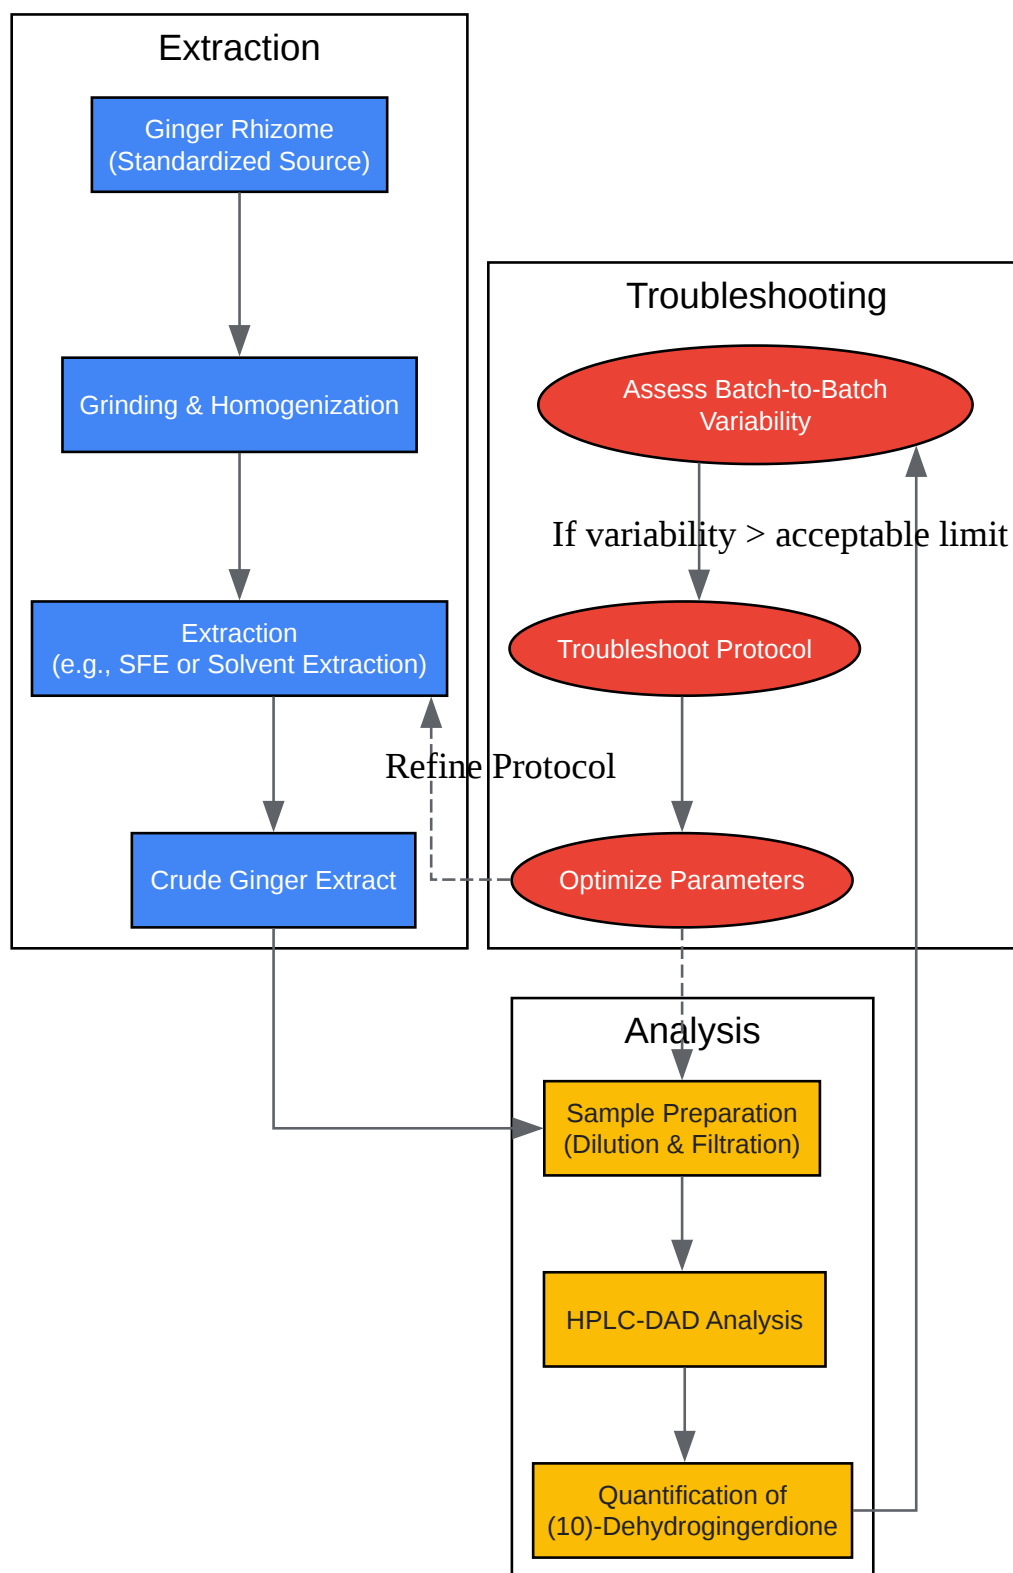 Extraction
Ginger Rhizome
(Standardized Source)
Grinding & Homogenization
Extraction
(e.g., SFE or Solvent Extraction)
Crude Ginger Extract
Refine Protocol
Troubleshooting
Assess Batch-to-Batch
Variability
If variability > acceptable limit
Troubleshoot Protocol
Optimize Parameters
Analysis
Sample Preparation
(Dilution & Filtration)
HPLC-DAD Analysis
Quantification of
(10)-Dehydrogingerdione